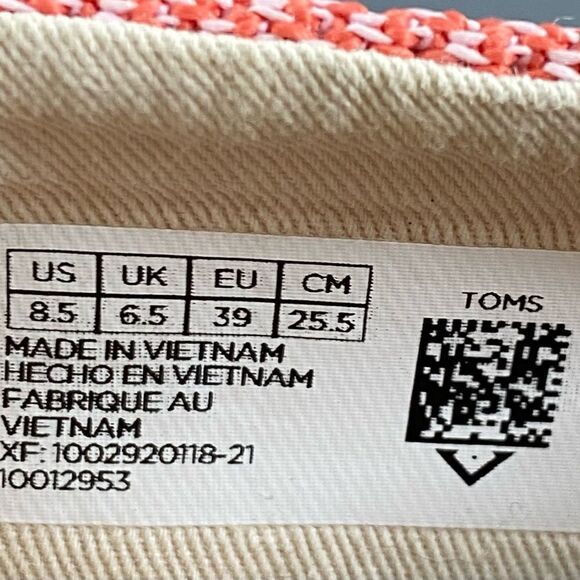 US UK EU CM
8.5 6.5 39 25.5
TOMS
MADE IN VIETNAM
HECHO EN VIETNAM
FABRIQUE AU
VIETNAM
XF: 1002920118-21
10012953